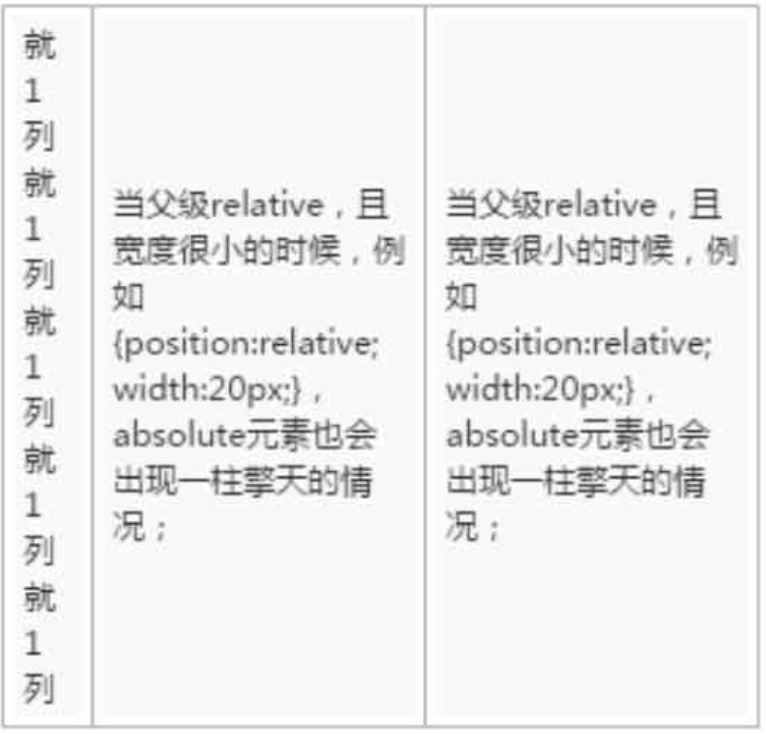 就
1
列
就
1
列
就
1
列
就
1
列
就
1
列
当父级relative，且
宽度很小的时候，例
如
{position:relative;
width:20px;}，
absolute元素也会
出现一柱擎天的情
况；
当父级relative，且
宽度很小的时候，例
如
{position:relative;
width:20px;}，
absolute元素也会
出现一柱擎天的情
况；